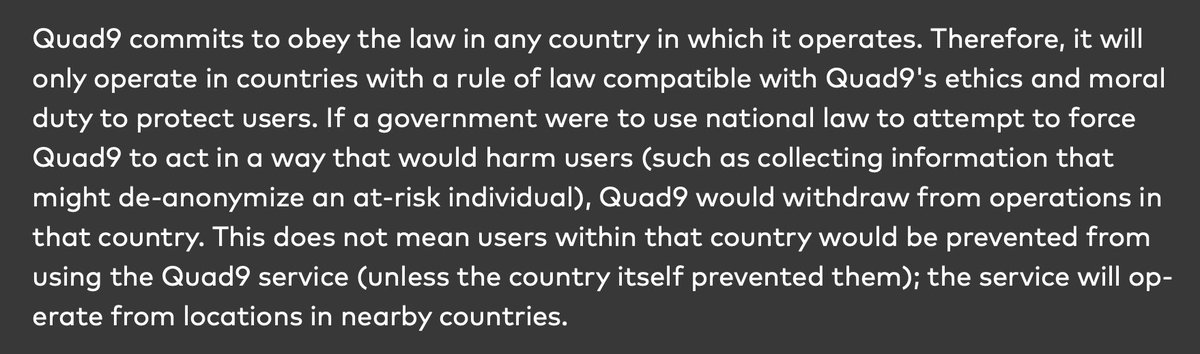 Quad9 commits to obey the law in any country in which it operates. Therefore, it will
only operate in countries with a rule of law compatible with Quad9's ethics and moral
duty to protect users. If a government were to use national law to attempt to force
Quad9 to act in a way that would harm users (such as collecting information that
might de-anonymize an at-risk individual), Quad9 would withdraw from operations in
that country. This does not mean users within that country would be prevented from
using the Quad9 service (unless the country itself prevented them); the service will op-
erate from locations in nearby countries.